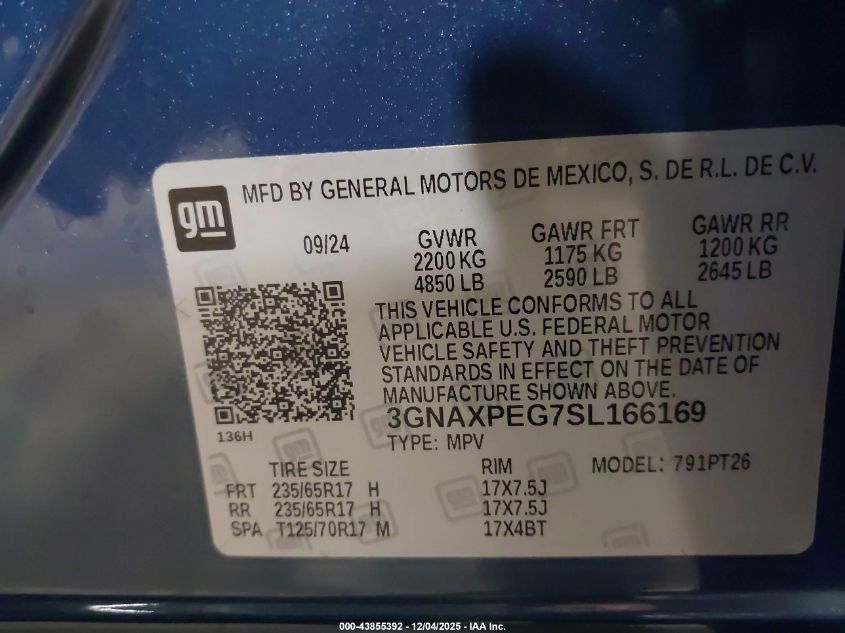 gm
MFD BY GENERAL MOTORS DE MEXICO, S. DE R.L. DE C.V.
09/24
GVWR
2200 KG
4850 LB
GAWR FRT
1175 KG
2590 LB
GAWR RR
1200 KG
2645 LB
THIS VEHICLE CONFORMS TO ALL
APPLICABLE U.S. FEDERAL MOTOR
VEHICLE SAFETY AND THEFT PREVENTION
STANDARDS IN EFFECT ON THE DATE OF
MANUFACTURE SHOWN ABOVE.
3GNAXPEG7SL166169
TYPE: MPV
136H
TIRE SIZE RIM MODEL: 791PT26
FRT 235/65R17 H 17X7.5J
RR 235/65R17 H 17X7.5J
SPA T125/70R17 M 17X4BT
000-43855392 - 12/04/2025 - IAA Inc.